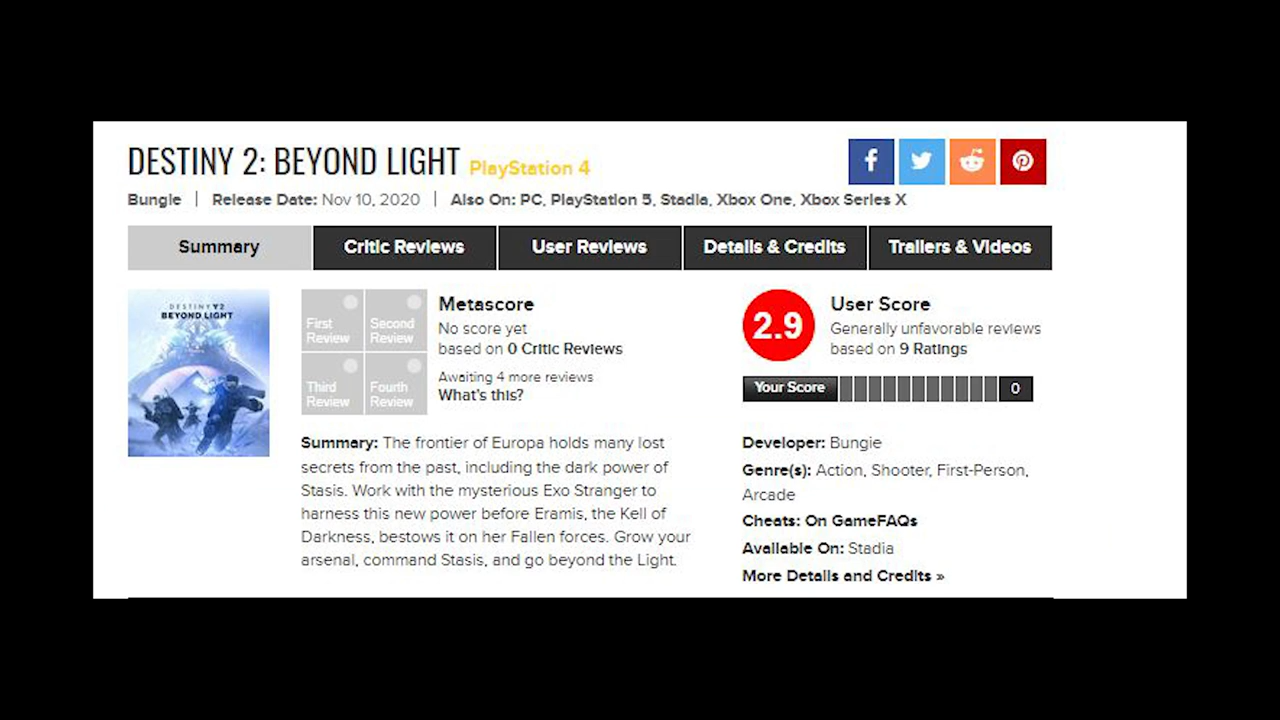 DESTINY 2: BEYOND LIGHT PlayStation 4
Bungie | Release Date: Nov 10, 2020 | Also On: PC, PlayStation 5, Stadia, Xbox One, Xbox Series X
Summary
Critic Reviews
User Reviews
Details & Credits
Trailers & Videos
DESTINY 2
BEYOND LIGHT
First
Review
Second
Review
Third
Review
Fourth
Review
Metascore
No score yet
based on 0 Critic Reviews
Awaiting 4 more reviews
What's this?
Summary: The frontier of Europa holds many lost
secrets from the past, including the dark power of
Stasis. Work with the mysterious Exo Stranger to
harness this new power before Eramis, the Kell of
Darkness, bestows it on her Fallen forces. Grow your
arsenal, command Stasis, and go beyond the Light.
2.9
User Score
Generally unfavorable reviews
based on 9 Ratings
Your Score
0
Developer: Bungie
Genre(s): Action, Shooter, First-Person,
Arcade
Cheats: On GameFAQs
Available On: Stadia
More Details and Credits »